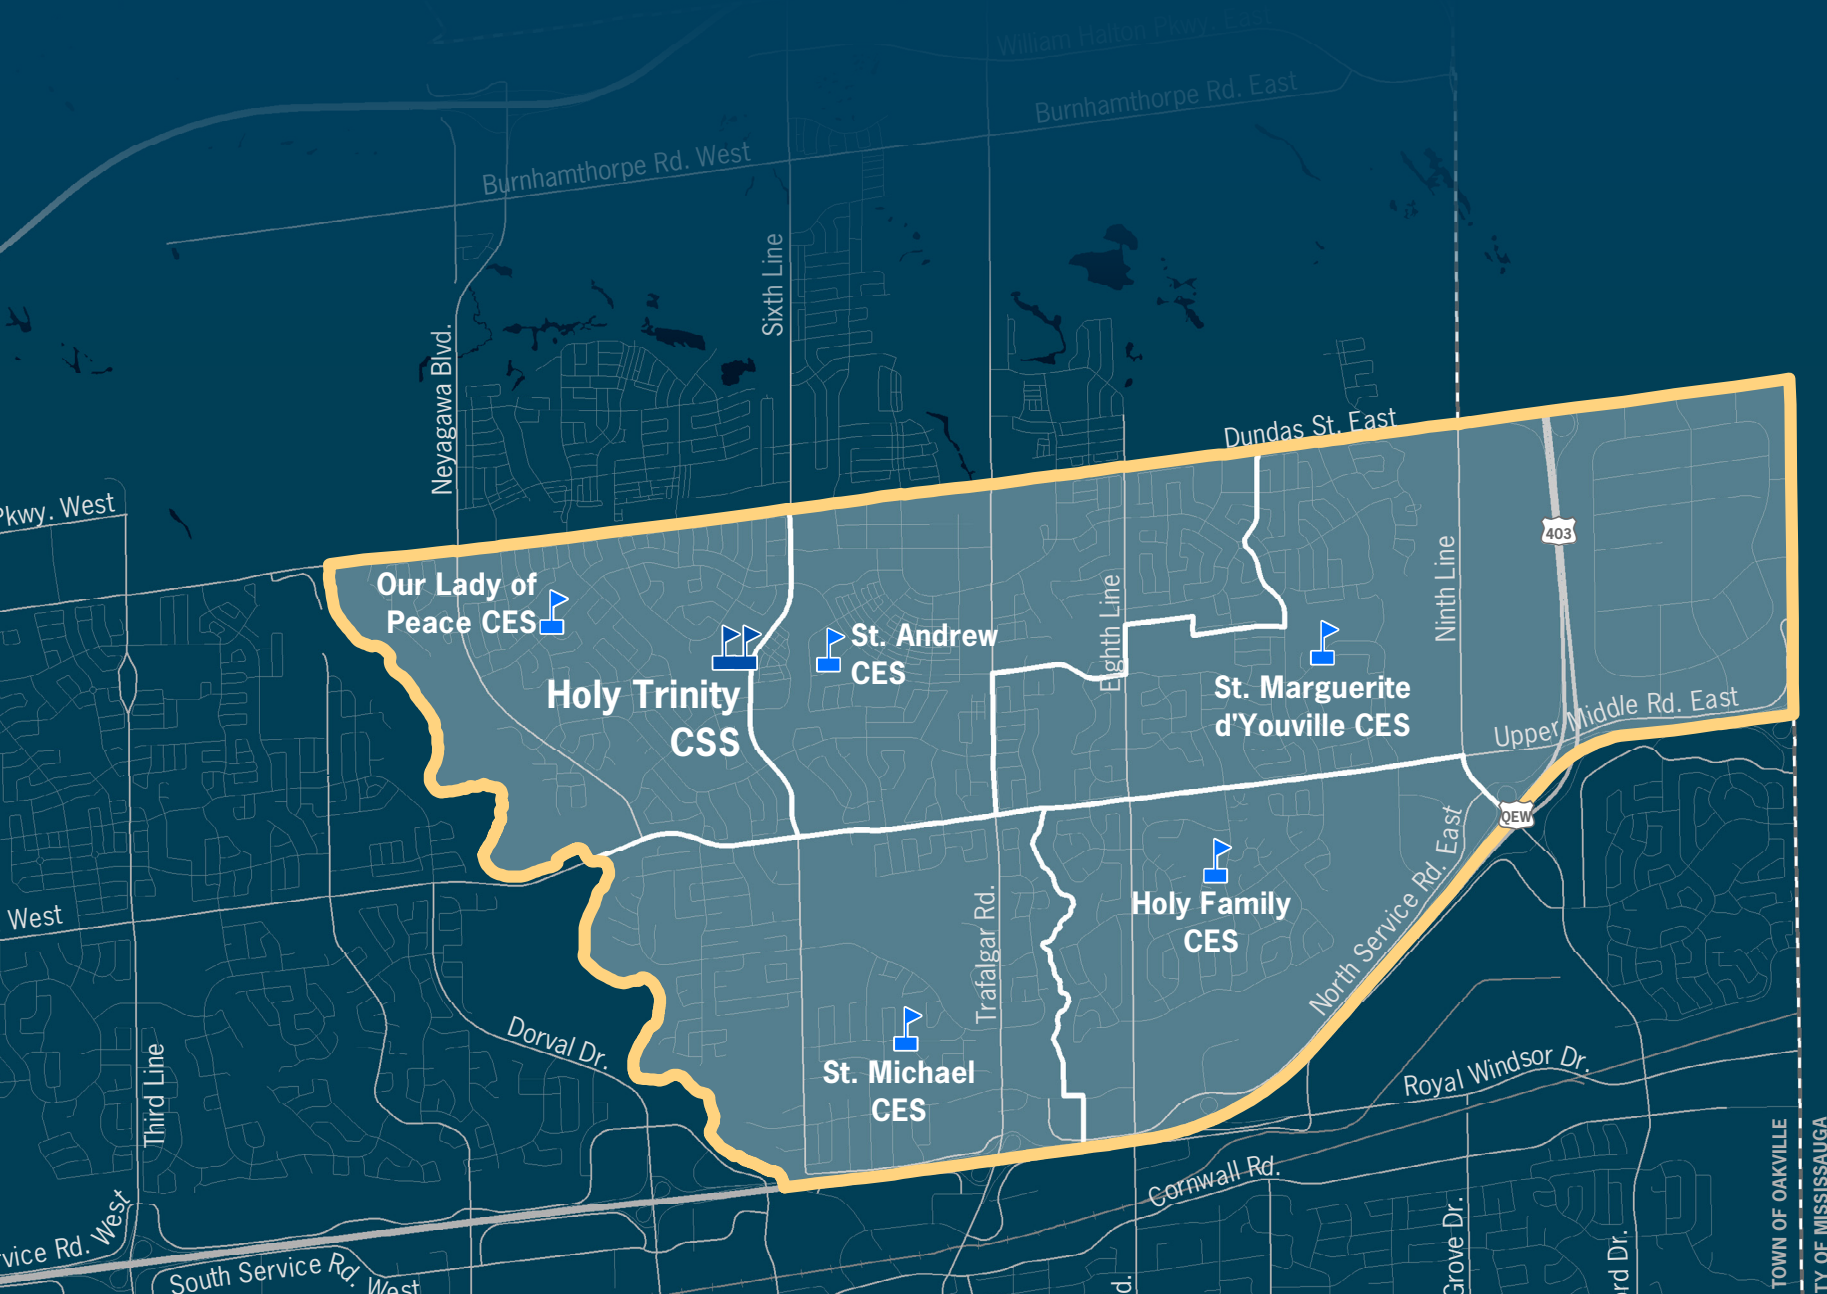 William Halton Pkwy. East
Burnhamthorpe Rd. East
Burnhamthorpe Rd. West
Sixth Line
Neyagawa Blvd.
Dundas St. East
Pkwy. West
403
Ninth Line
Our Lady of
Peace CES
Eighth Line
St. Andrew
CES
Holy Trinity
CSS
St. Marguerite
d'Youville CES
Upper Middle Rd. East
QEW
West
Trafalgar Rd.
Holy Family
CES
North Service Rd. East
Dorval Dr.
Third Line
St. Michael
CES
Royal Windsor Dr.
Cornwall Rd.
rvice Rd. West
South Service Rd. West
d.
Grove Dr.
ord Dr.
TOWN OF OAKVILLE
TY OF MISSISSAUGA